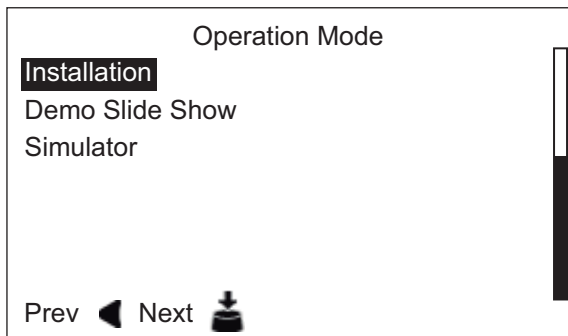 Operation Mode
Installation
Demo Slide Show
Simulator
Prev Next